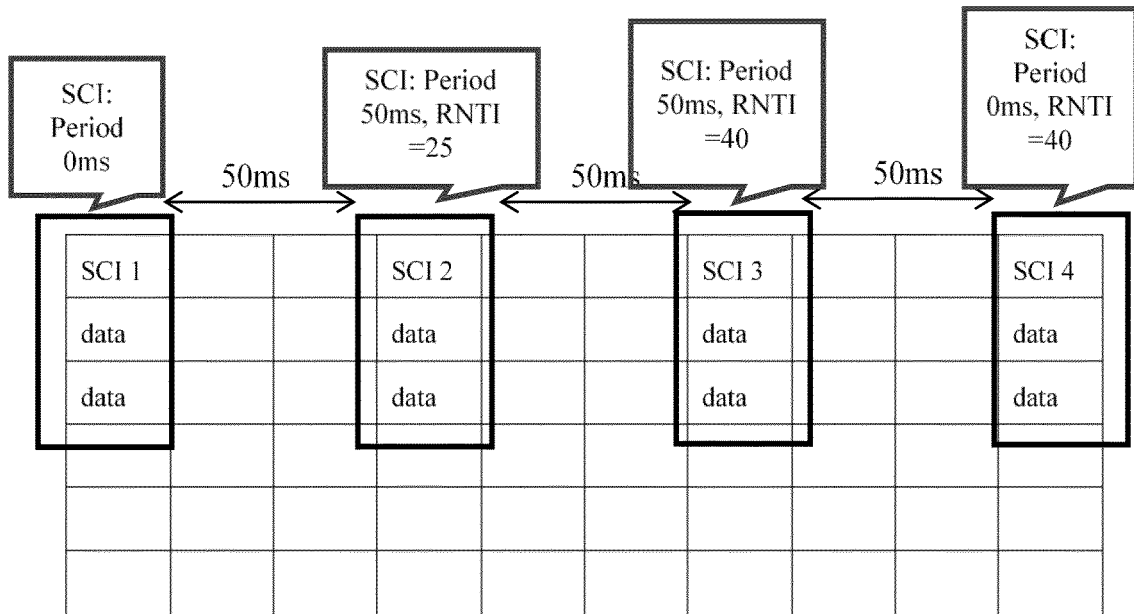 SCI:
Period
0ms
SCI: Period
50ms, RNTI
=25
SCI: Period
50ms, RNTI
=40
SCI:
Period
0ms, RNTI
=40
50ms
50ms
50ms
SCI 1
SCI 2
SCI 3
SCI 4
data
data
data
data
data
data
data
data